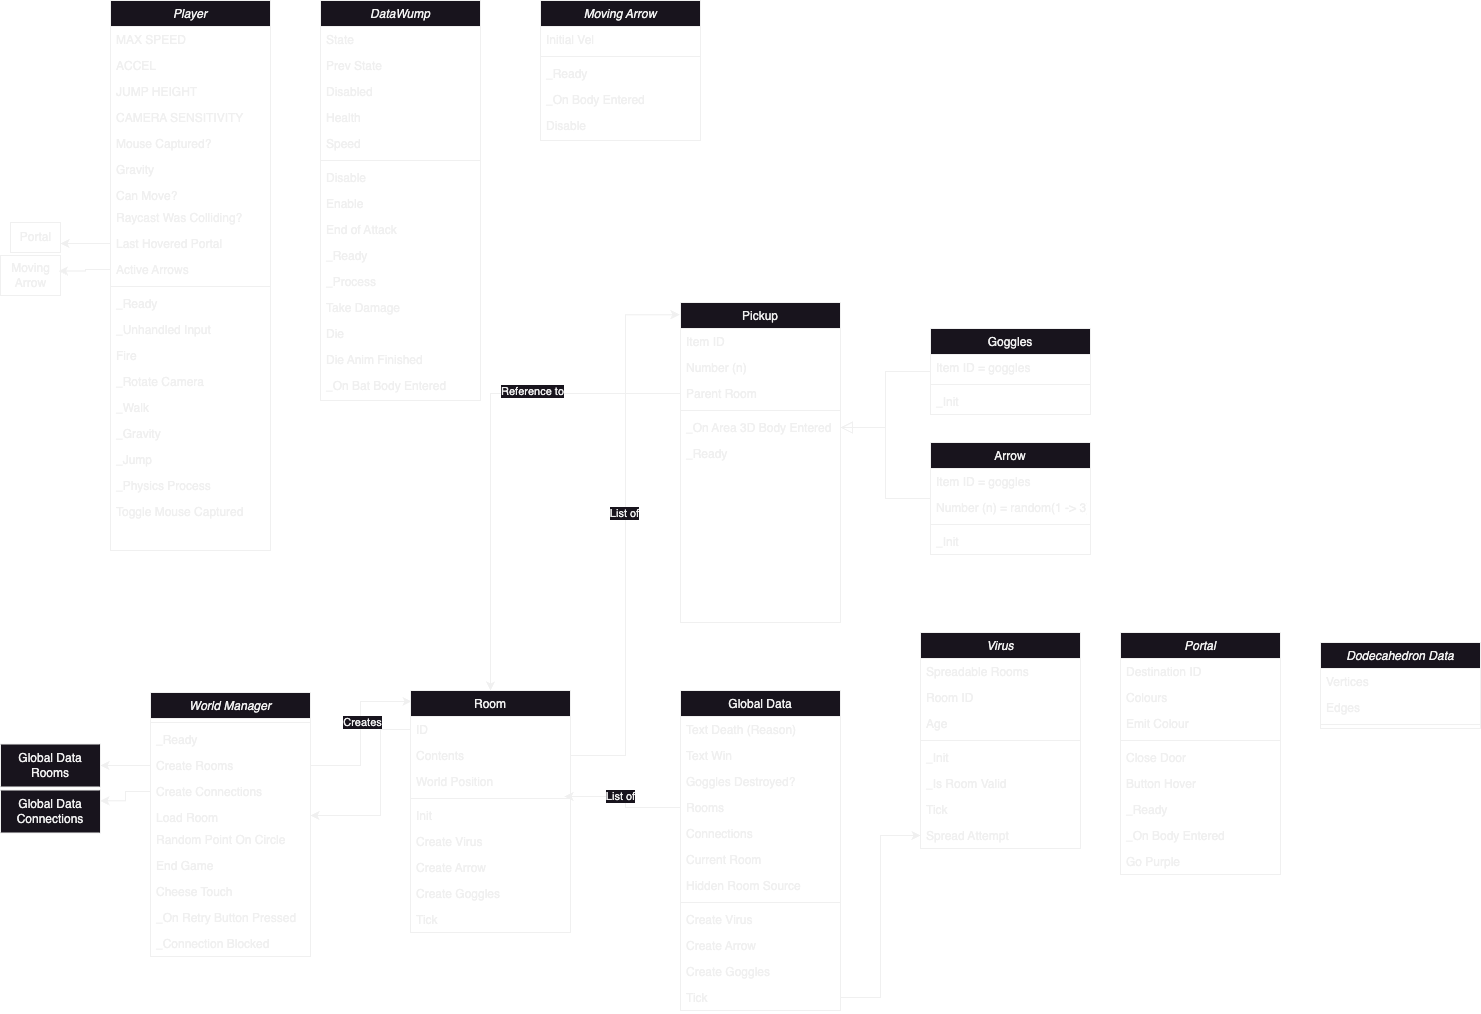 Player
MAX SPEED
ACCEL
JUMP HEIGHT
CAMERA SENSITIVITY
Mouse Captured?
Gravity
Can Move?
Raycast Was Colliding?
Last Hovered Portal
Active Arrows
_Ready
_Unhandled Input
Fire
_Rotate Camera
_Walk
_Gravity
_Jump
_Physics Process
Toggle Mouse Captured
Portal
Moving
Arrow
DataWump
State
Prev State
Disabled
Health
Speed
Disable
Enable
End of Attack
_Ready
_Process
Take Damage
Die
Die Anim Finished
_On Bat Body Entered
Moving Arrow
Initial Vel
_Ready
_On Body Entered
Disable
Pickup
Item ID
Number (n)
Parent Room
_On Area 3D Body Entered
_Ready
Reference to
List of
Goggles
Item ID = goggles
_Init
Arrow
Item ID = goggles
Number (n) = random(1 -> 3
_Init
World Manager
_Ready
Create Rooms
Create Connections
Load Room
Random Point On Circle
End Game
Cheese Touch
_On Retry Button Pressed
_Connection Blocked
Global Data
Rooms
Global Data
Connections
Creates
Room
ID
Contents
World Position
Init
Create Virus
Create Arrow
Create Goggles
Tick
List of
Global Data
Text Death (Reason)
Text Win
Goggles Destroyed?
Rooms
Connections
Current Room
Hidden Room Source
Create Virus
Create Arrow
Create Goggles
Tick
Virus
Spreadable Rooms
Room ID
Age
_Init
_Is Room Valid
Tick
Spread Attempt
Portal
Destination ID
Colours
Emit Colour
Close Door
Button Hover
_Ready
_On Body Entered
Go Purple
Dodecahedron Data
Vertices
Edges